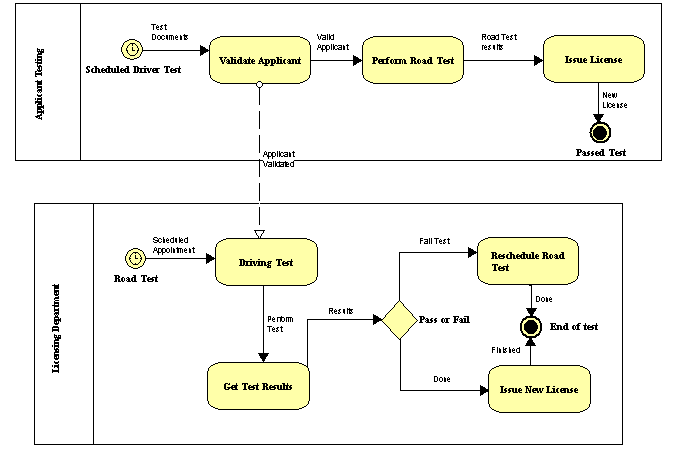 Applicant Testing
Test
Documents
Scheduled Driver Test
Validate Applicant
Valid
Applicant
Perform Road Test
Road Test
results
Issue License
New
License
Passed Test
Applicant
Validated
Licensing Department
Scheduled
Appointment
Road Test
Driving Test
Perform
Test
Get Test Results
Results
Pass or Fail
Fail Test
Reschedule Road
Test
Done
End of test
Finished
Done
Issue New License